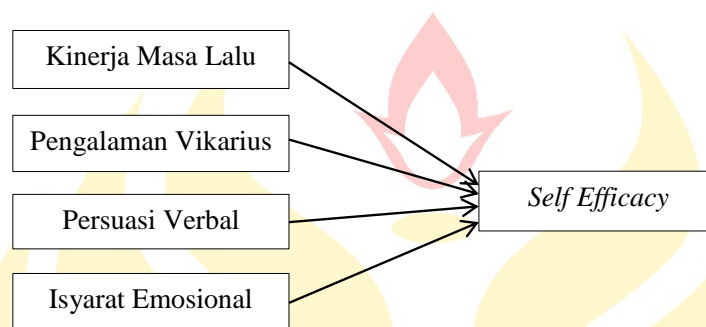 Kinerja Masa Lalu
Pengalaman Vikarius
Persuasi Verbal
Isyarat Emosional
Self Efficacy